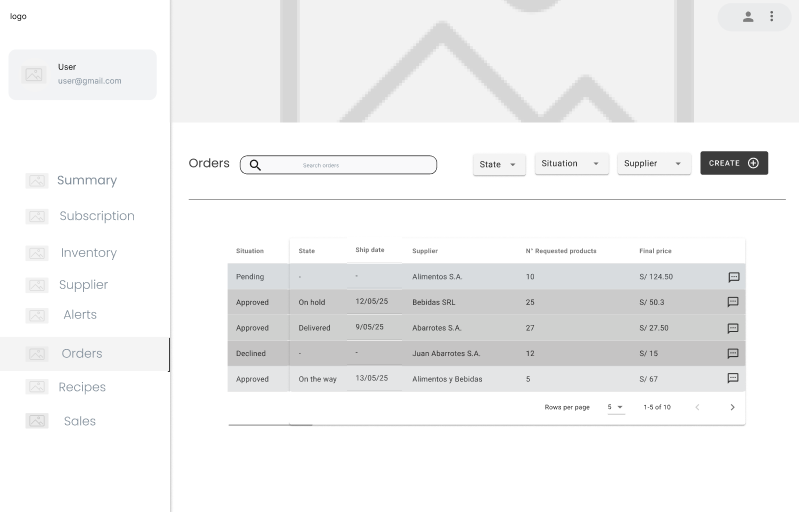 logo
User
user@gmail.com
Summary
Subscription
Inventory
Supplier
Alerts
Orders
Recipes
Sales
Orders
Search orders
State
Situation
Supplier
CREATE
Situation State Ship date Supplier N° Requested products Final price
Pending - - Alimentos S.A. 10 S/ 124.50
Approved On hold 12/05/25 Bebidas SRL 25 S/ 50.3
Approved Delivered 9/05/25 Abarrotes S.A. 27 S/ 27.50
Declined - - Juan Abarrotes S.A. 12 S/ 15
Approved On the way 13/05/25 Alimentos y Bebidas 5 S/ 67
Rows per page 5 1-5 of 10